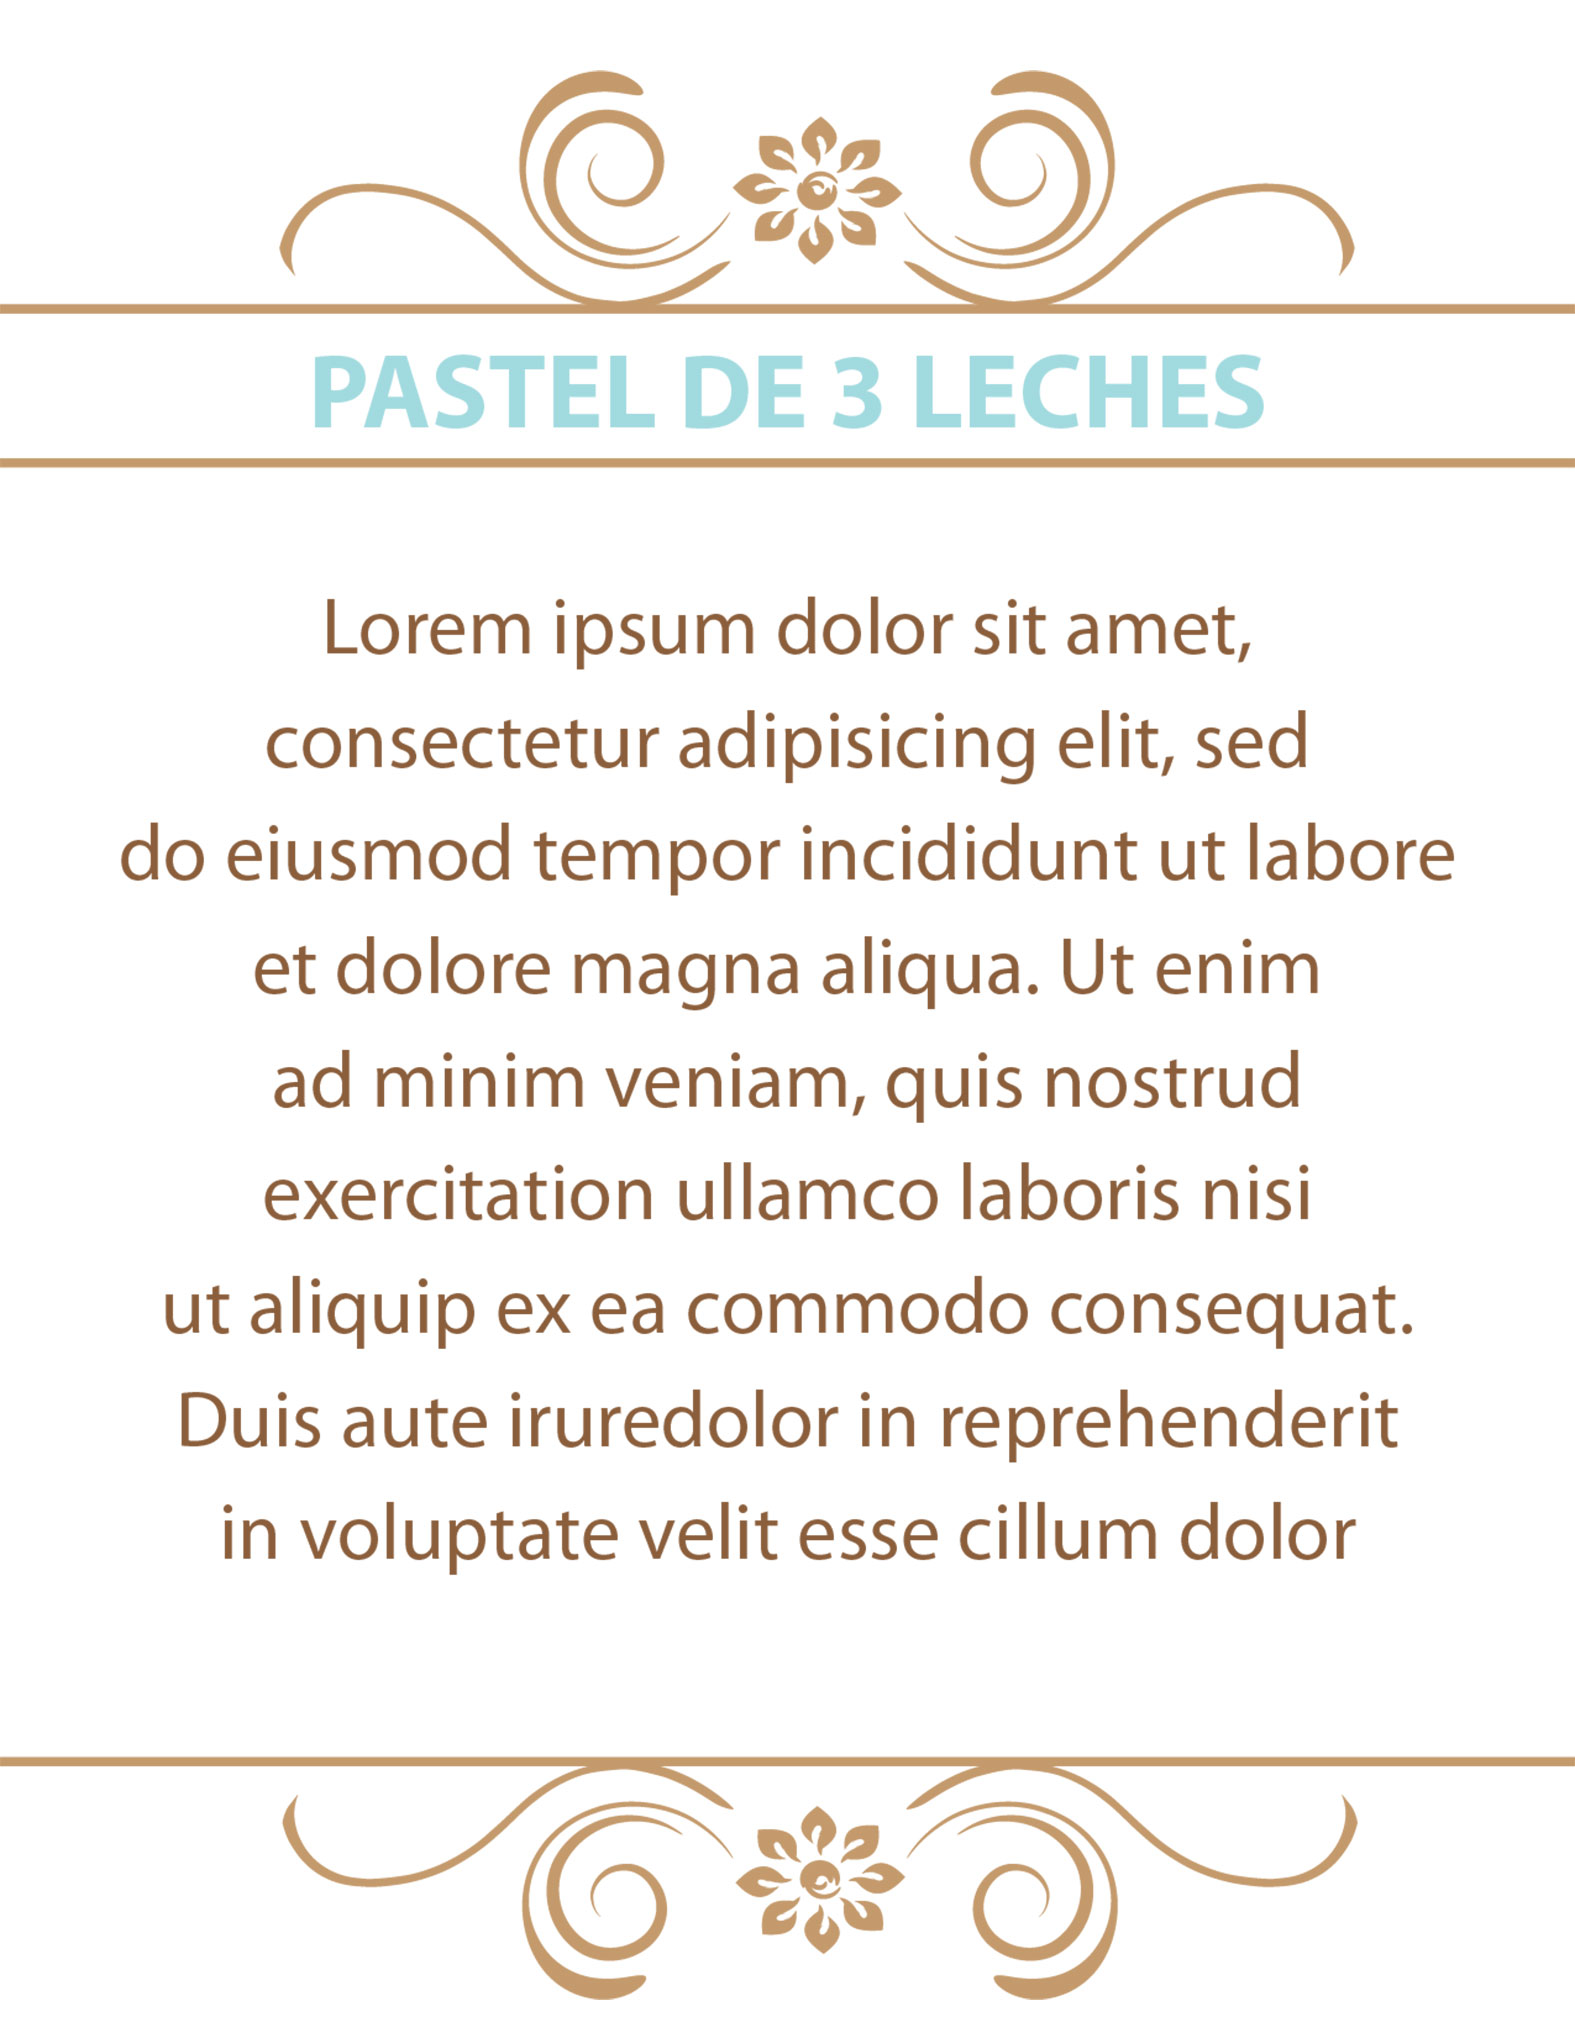 PASTEL DE 3 LECHES
Lorem ipsum dolor sit amet,
consectetur adipisicing elit, sed
do eiusmod tempor incididunt ut labore
et dolore magna aliqua. Ut enim
ad minim veniam, quis nostrud
exercitation ullamco laboris nisi
ut aliquip ex ea commodo consequat.
Duis aute iruredolor in reprehenderit
in voluptate velit esse cillum dolor